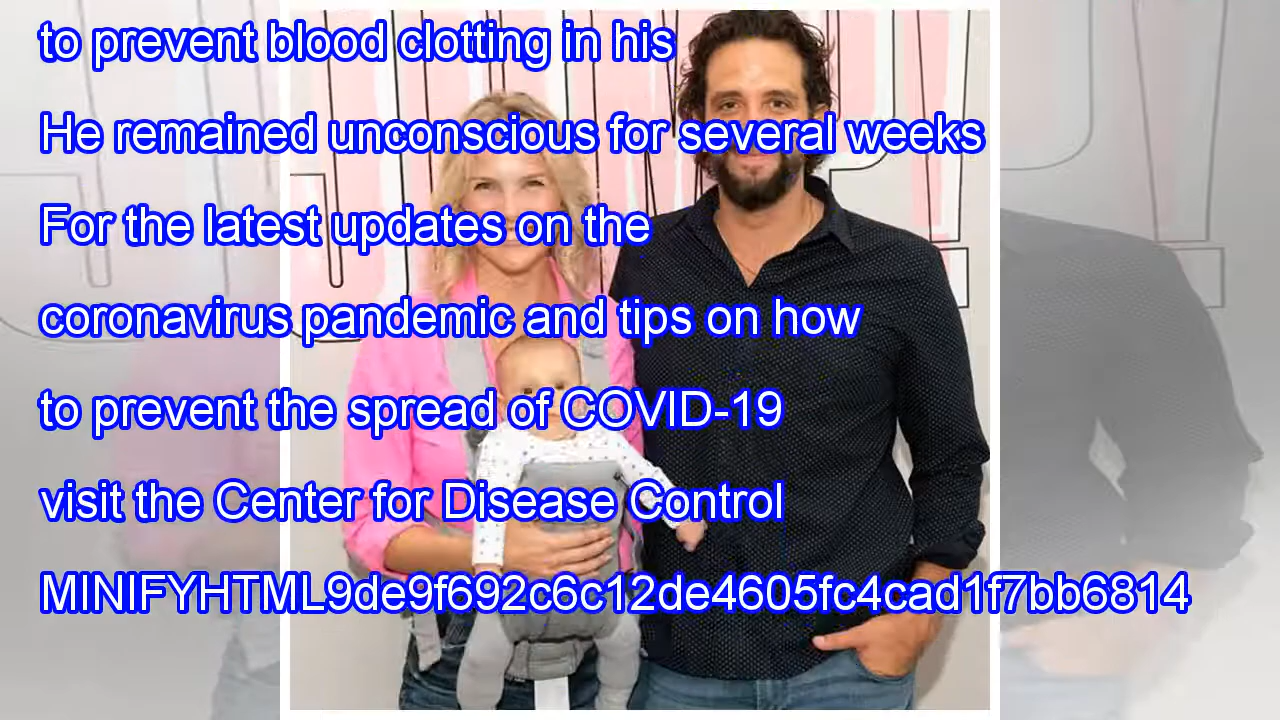 to prevent blood clotting in his
He remained unconscious for several weeks
For the latest updates on the
coronavirus pandemic and tips on how
to prevent the spread of COVID-19
visit the Center for Disease Control
MINIFYHTML9de9f692c6c12de4605fc4cad1f7bb6814